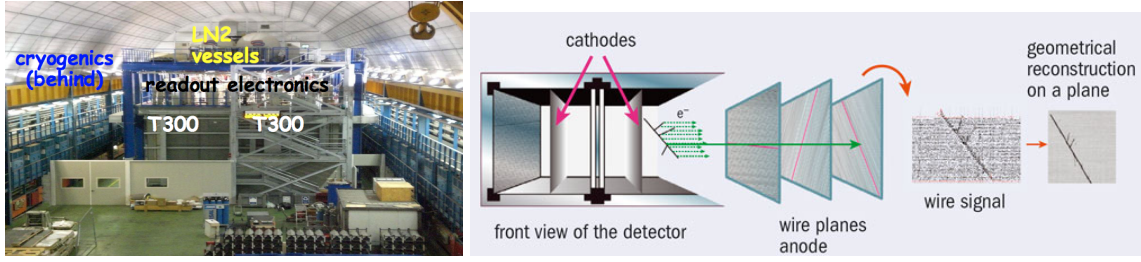 LN2
vessels
cryogenics
(behind)
readout electronics
T300
T300
cathodes
e⁻
front view of the detector
wire planes
anode
wire signal
geometrical
reconstruction
on a plane